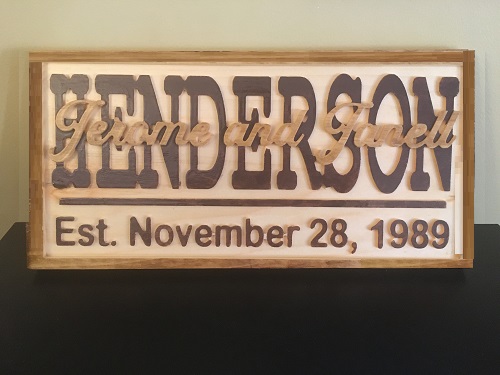 HENDERSON
Jerome and Janell
Est. November 28, 1989